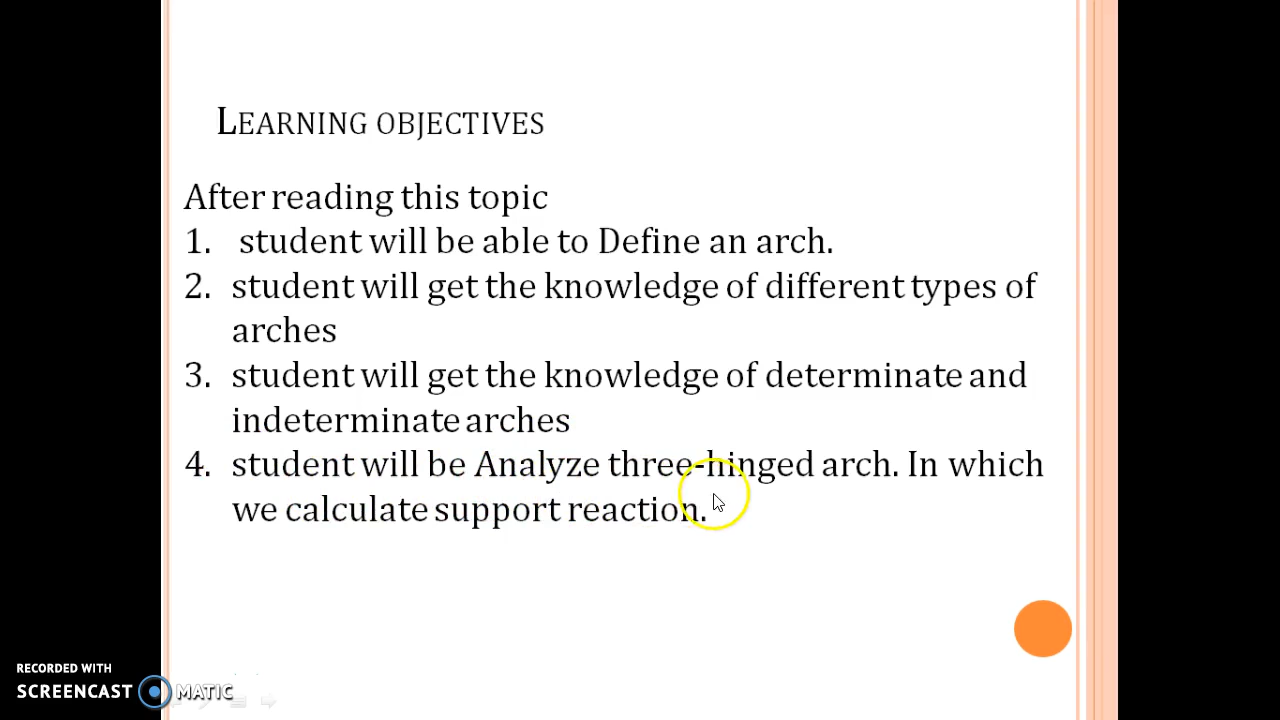 LEARNING OBJECTIVES
After reading this topic
1. student will be able to Define an arch.
2. student will get the knowledge of different types of
arches
3. student will get the knowledge of determinate and
indeterminate arches
4. student will be Analyze three-hinged arch. In which
we calculate support reaction.
RECORDED WITH
SCREENCAST MATIC